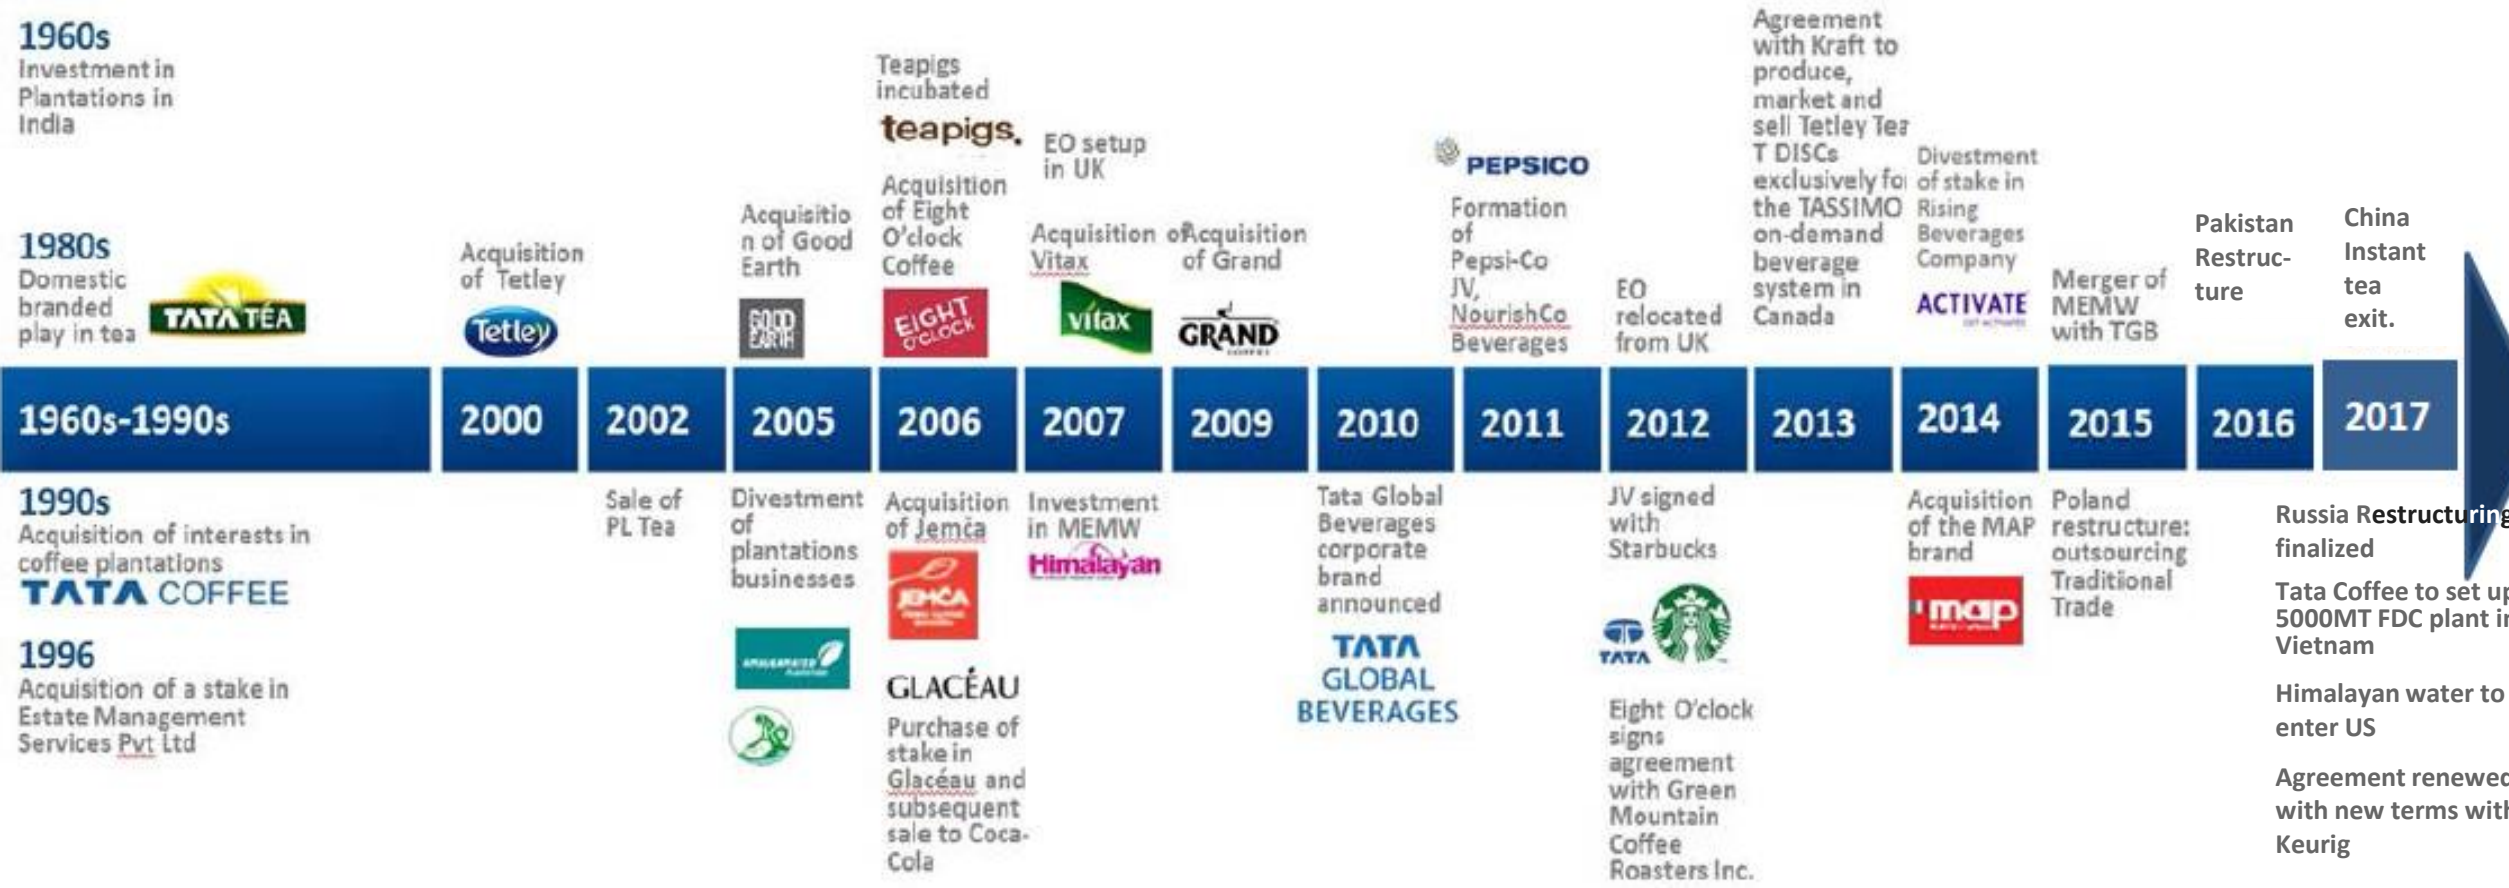 1960s
Investment in
Plantations in
India
1980s
Domestic
branded
play in tea
TATA TEA
Acquisition
of Tetley
Tetley
Acquisitio
n of Good
Earth
GOOD
EARTH
Teapigs
incubated
teapigs.
Acquisition
of Eight
O'clock
Coffee
EIGHT
O'CLOCK
EO setup
in UK
Acquisition of
Vitax
vitax
Acquisition
of Grand
GRAND
PEPSICO
Formation
of
Pepsi-Co
JV,
NourishCo
Beverages
EO
relocated
from UK
Agreement
with Kraft to
produce,
market and
sell Tetley Tea
T DISCs
exclusively for
the TASSIMO
on-demand
beverage
system in
Canada
Divestment
of stake in
Rising
Beverages
Company
ACTIVATE
Merger of
MEMW
with TGB
Pakistan
Restruc-
ture
China
Instant
tea
exit.
1960s-1990s
2000
2002
2005
2006
2007
2009
2010
2011
2012
2013
2014
2015
2016
2017
1990s
Acquisition of interests in
coffee plantations
TATA COFFEE
1996
Acquisition of a stake in
Estate Management
Services Pvt Ltd
Sale of
PL Tea
Divestment
of
plantations
businesses
AMALGAMATED
Acquisition
of Jemča
JEMČA
GLACÉAU
Purchase of
stake in
Glacéau and
subsequent
sale to Coca-
Cola
Investment
in MEMW
Himalayan
Tata Global
Beverages
corporate
brand
announced
TATA
GLOBAL
BEVERAGES
JV signed
with
Starbucks
TATA
Eight O'clock
signs
agreement
with Green
Mountain
Coffee
Roasters Inc.
Acquisition
of the MAP
brand
map
Poland
restructure:
outsourcing
Traditional
Trade
Russia Restructuring
finalized
Tata Coffee to set up
5000MT FDC plant in
Vietnam
Himalayan water to
enter US
Agreement renewed
with new terms with
Keurig